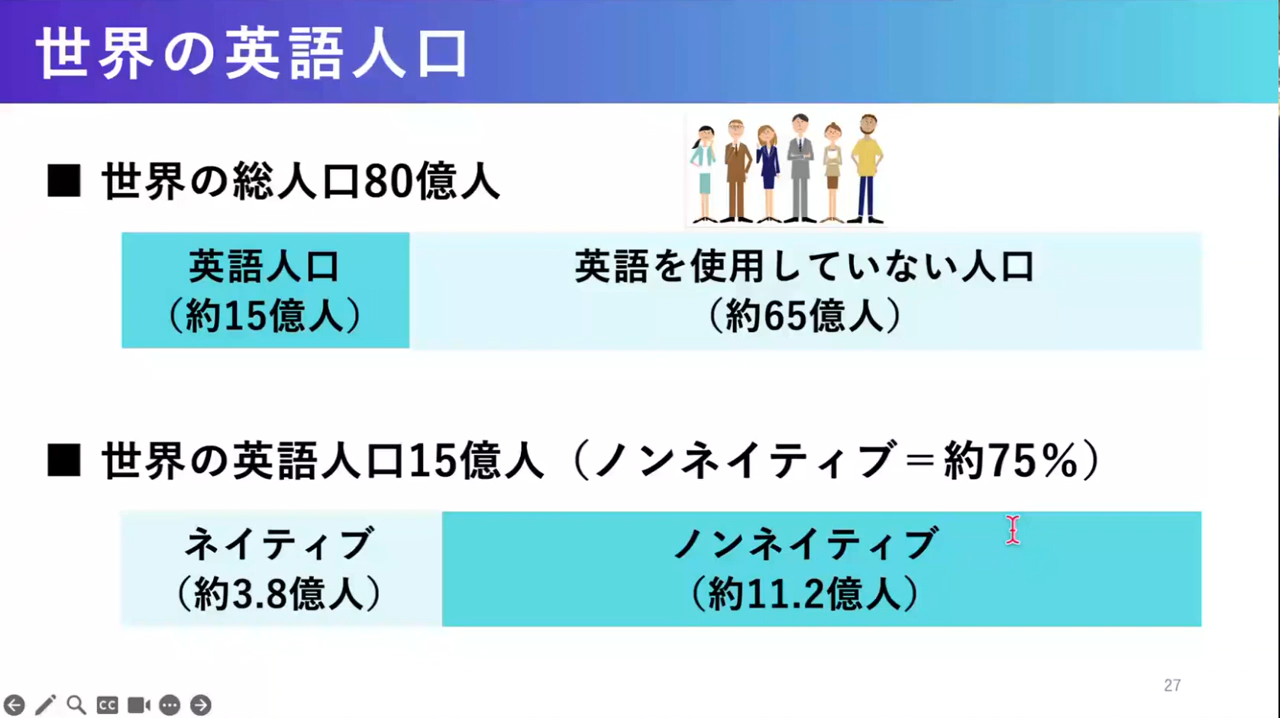 世界の英語人口
■ 世界の総人口80億人
英語人口
（約15億人）
英語を使用していない人口
（約65億人）
■ 世界の英語人口15億人（ノンネイティブ＝約75%）
ネイティブ
（約3.8億人）
ノンネイティブ
（約11.2億人）
27
CC